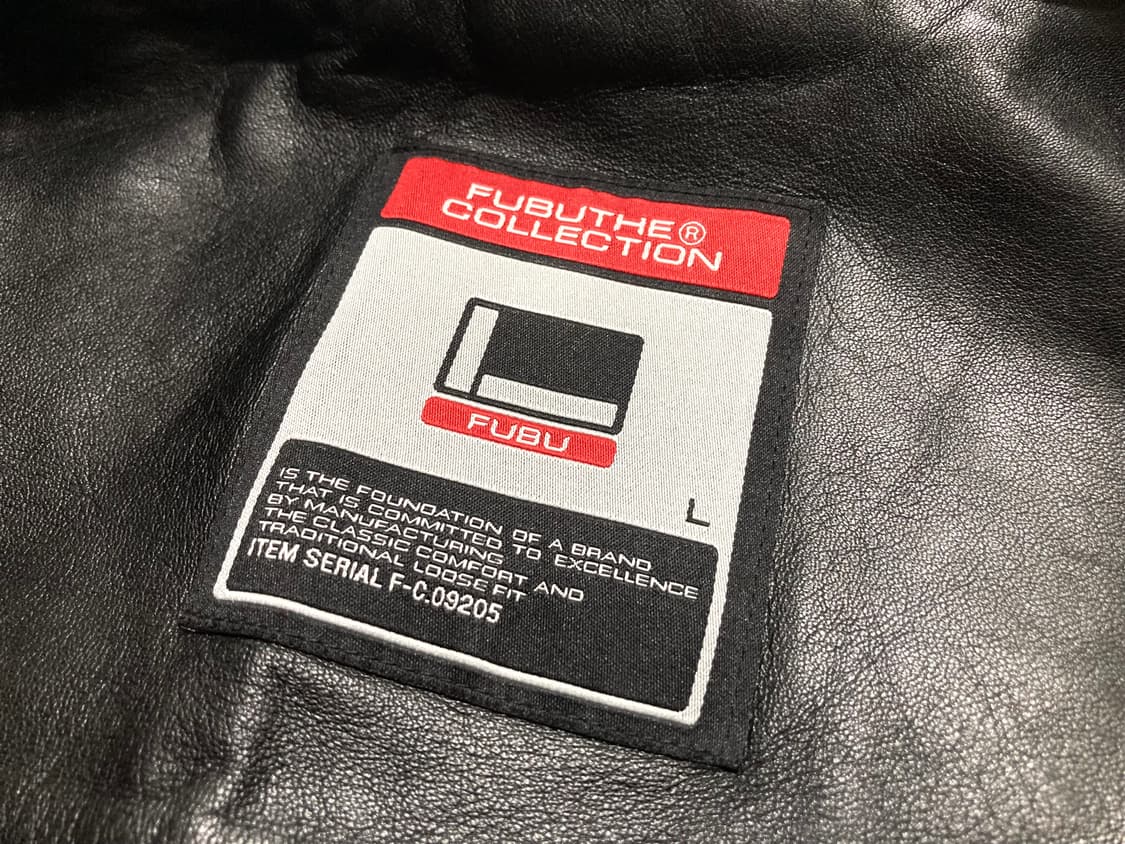 FUBUTHE®
COLLECTION
FUBU
L
IS THE FOUNDATION OF A BRAND
THAT IS COMMITTED TO EXCELLENCE
BY MANUFACTURING
THE CLASSIC COMFORT AND
TRADITIONAL LOOSE FIT
ITEM SERIAL F-C.09205